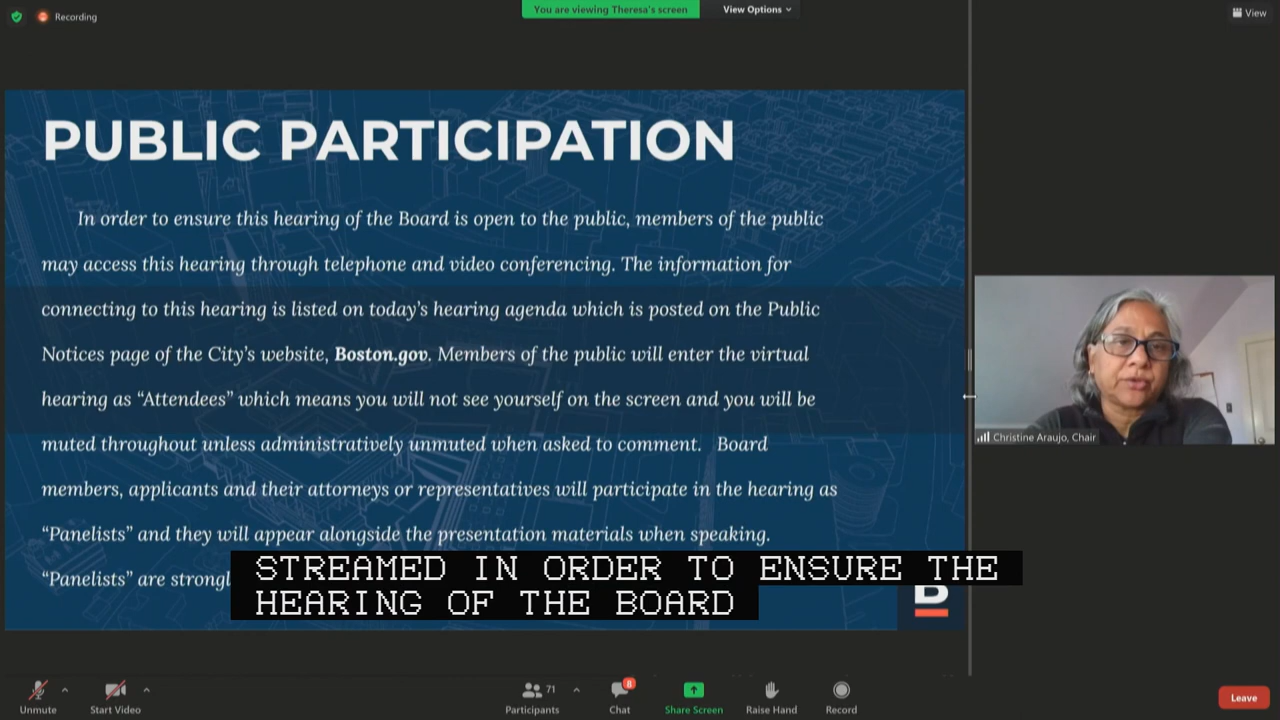 Recording
You are viewing Theresa's screen
View Options
View
PUBLIC PARTICIPATION
In order to ensure this hearing of the Board is open to the public, members of the public
may access this hearing through telephone and video conferencing. The information for
connecting to this hearing is listed on today's hearing agenda which is posted on the Public
Notices page of the City's website, Boston.gov. Members of the public will enter the virtual
hearing as “Attendees” which means you will not see yourself on the screen and you will be
muted throughout unless administratively unmuted when asked to comment. Board
members, applicants and their attorneys or representatives will participate in the hearing as
“Panelists” and they will appear alongside the presentation materials when speaking.
“Panelists” are strongl
STREAMED IN ORDER TO ENSURE THE
HEARING OF THE BOARD
B
Christine Araujo, Chair
Unmute
Start Video
71
Participants
8
Chat
Share Screen
Raise Hand
Record
Leave